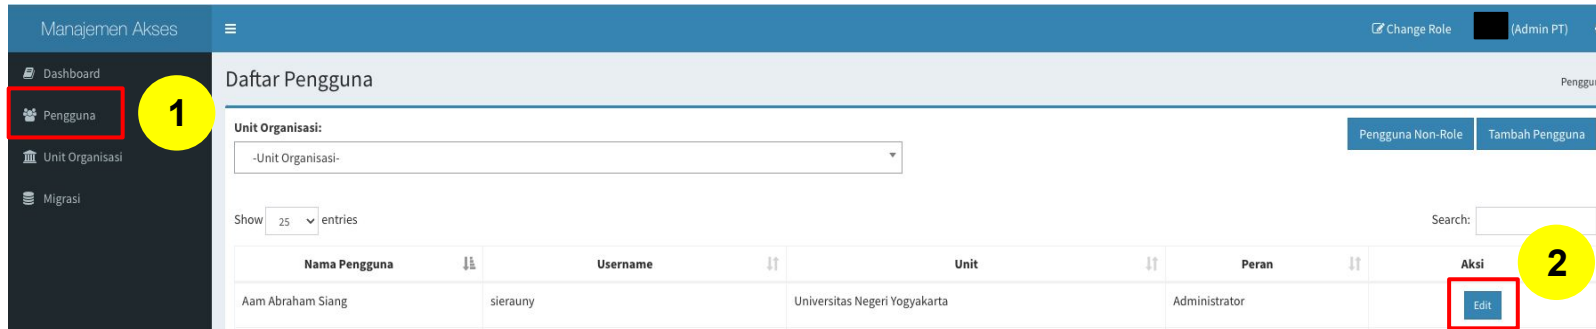 Manajemen Akses
Change Role
(Admin PT)
Dashboard
Pengguna
Unit Organisasi
Migrasi
1
Daftar Pengguna
Unit Organisasi:
-Unit Organisasi-
Pengguna Non-Role
Tambah Pengguna
Show 25 entries
Search:
Nama Pengguna Username Unit Peran Aksi
2
Aam Abraham Siang sierauny Universitas Negeri Yogyakarta Administrator Edit